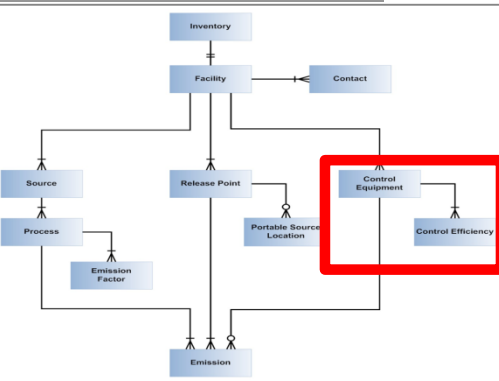 Inventory
Facility
Contact
Source
Release Point
Control
Equipment
Process
Portable Source
Location
Control Efficiency
Emission
Factor
Emission